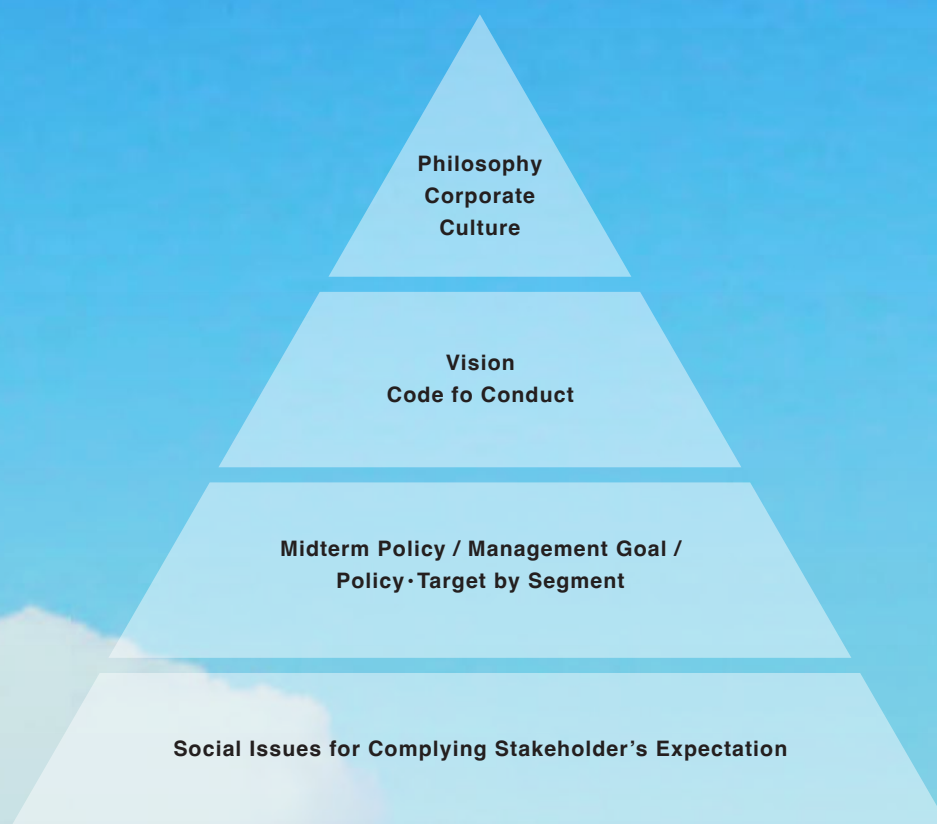 Philosophy
Corporate
Culture
Vision
Code fo Conduct
Midterm Policy / Management Goal /
Policy・Target by Segment
Social Issues for Complying Stakeholder’s Expectation